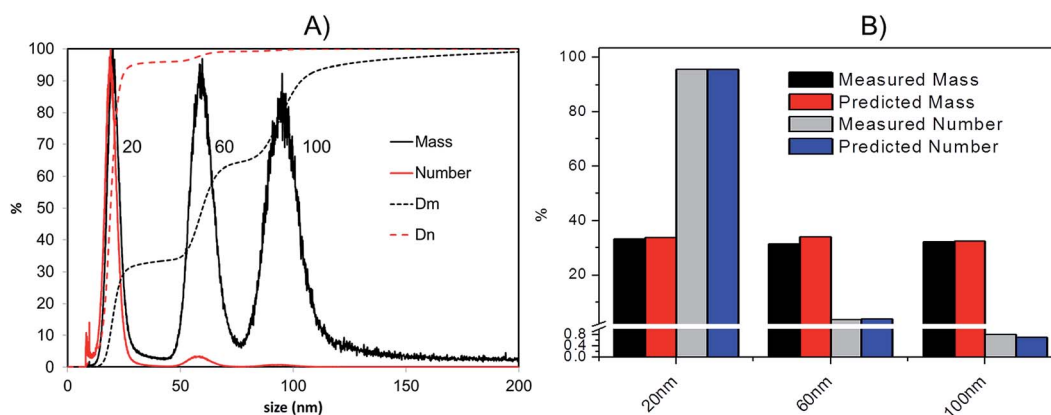 A)
100
90
80
70
60
50
40
30
20
10
0
%
20
60
100
Mass
Number
Dm
Dn
0
50
100
150
200
size (nm)
B)
100
80
60
40
20
0.8
0.4
0.0
%
Measured Mass
Predicted Mass
Measured Number
Predicted Number
20nm
60nm
100nm